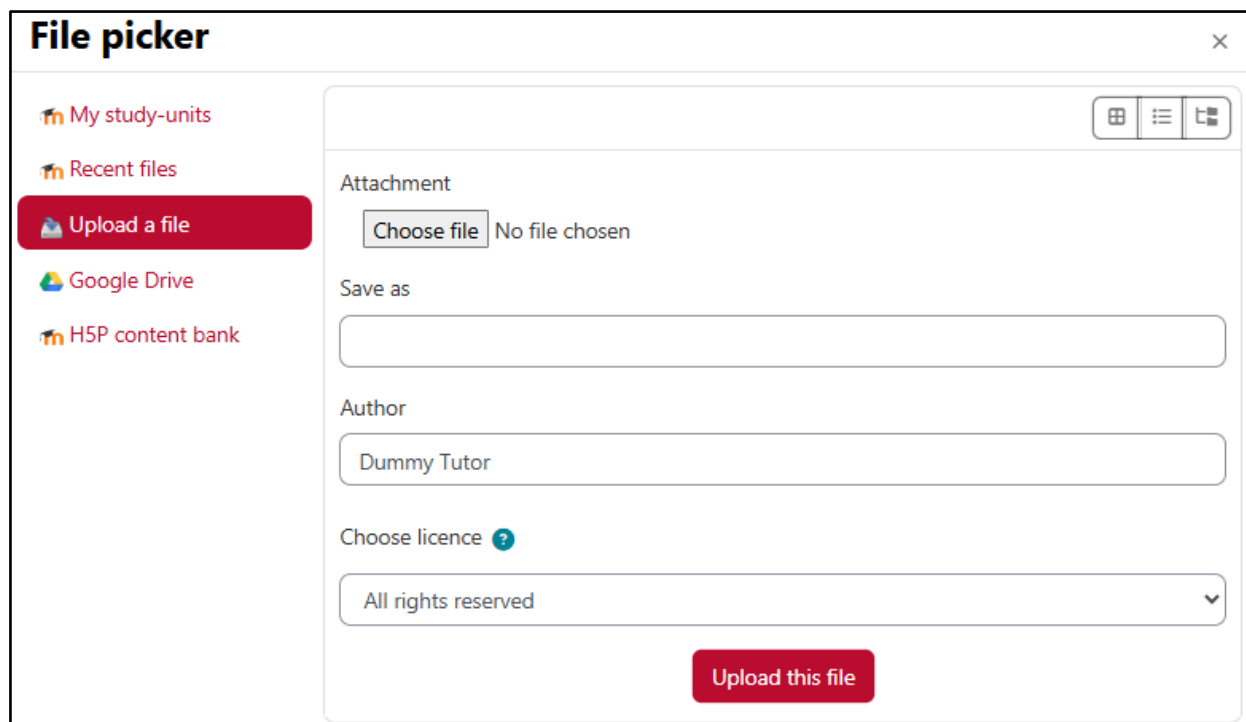 File picker
×
My study-units
Recent files
Upload a file
Google Drive
H5P content bank
Attachment
Choose file No file chosen
Save as
Author
Dummy Tutor
Choose licence ?
All rights reserved
Upload this file